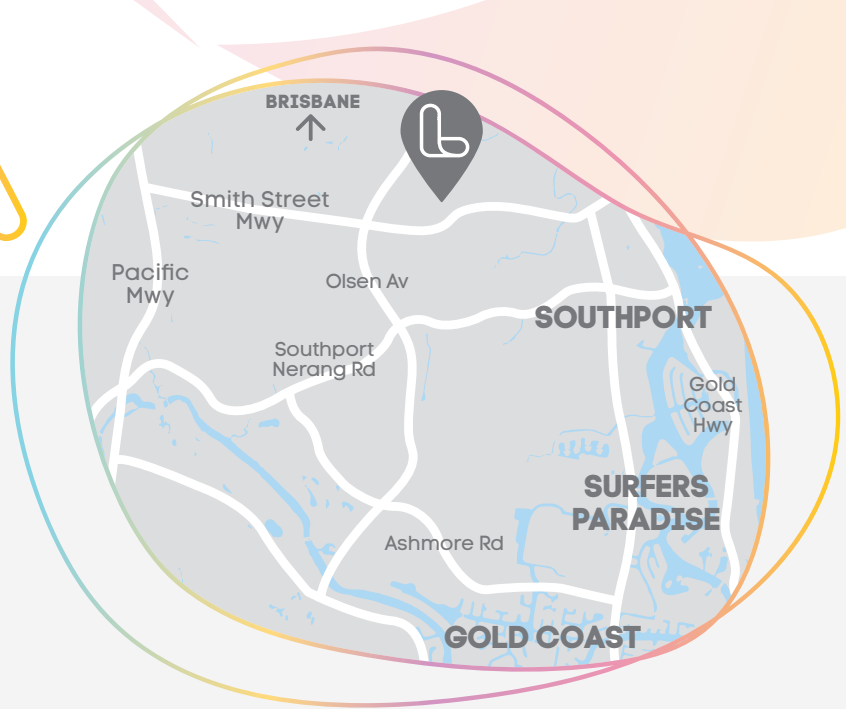 BRISBANE
Smith Street
Mwy
Pacific
Mwy
Olsen Av
SOUTHPORT
Southport
Nerang Rd
Gold
Coast
Hwy
SURFERS
PARADISE
Ashmore Rd
GOLD COAST